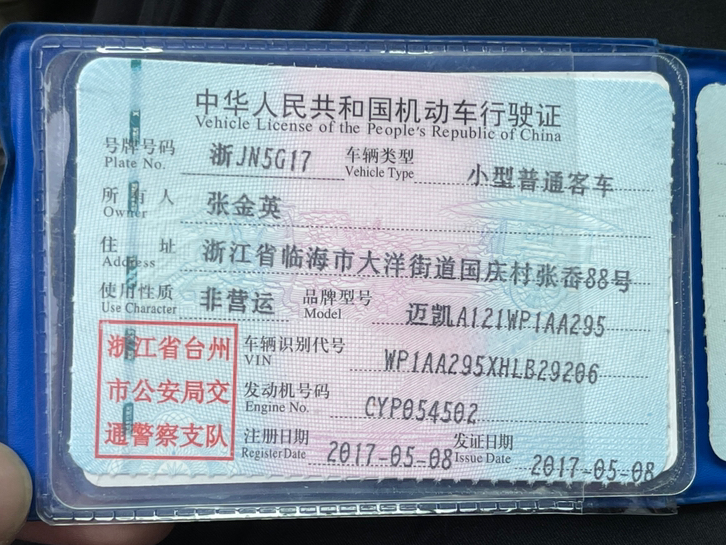 中华人民共和国机动车行驶证
Vehicle License of the People's Republic of China
号牌号码 浙JN5G17 车辆类型 小型普通客车
Plate No. Vehicle Type
所有人 张金英
Owner
住址 浙江省临海市大洋街道国庆村张岙88号
Address
使用性质 非营运 品牌型号 迈凯A121WP1AA295
Use Character Model
浙江省台州
市公安局交
通警察支队
车辆识别代号 WP1AA295XHLB29206
VIN
发动机号码 CYP054502
Engine No.
注册日期 2017-05-08 发证日期 2017-05-08
Register Date Issue Date